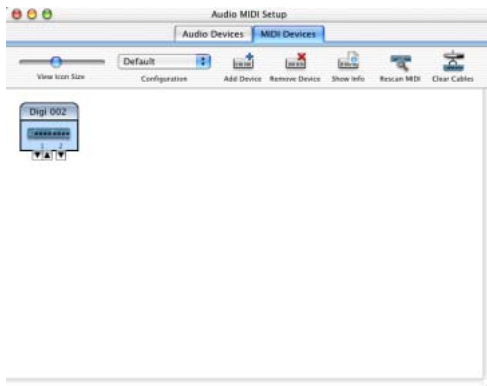 Audio MIDI Setup
Audio Devices MIDI Devices
Default
View Icon Size Configuration Add Device Remove Device Show Info Rescan MIDI Clear Cables
Digi 002
1 2